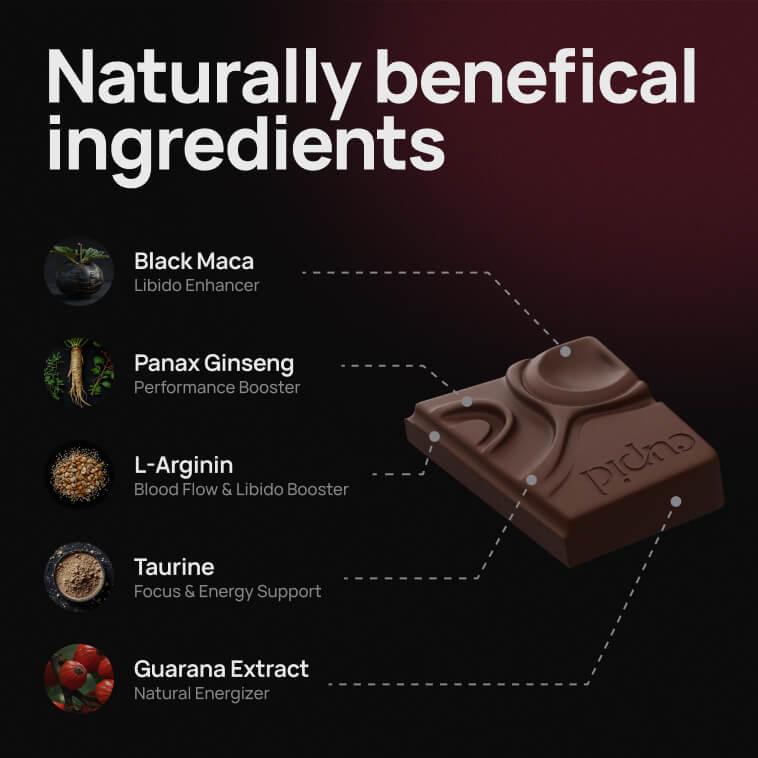 Naturally benefical
ingredients
Black Maca
Libido Enhancer
Panax Ginseng
Performance Booster
L-Arginin
Blood Flow & Libido Booster
Taurine
Focus & Energy Support
Guarana Extract
Natural Energizer
cupid